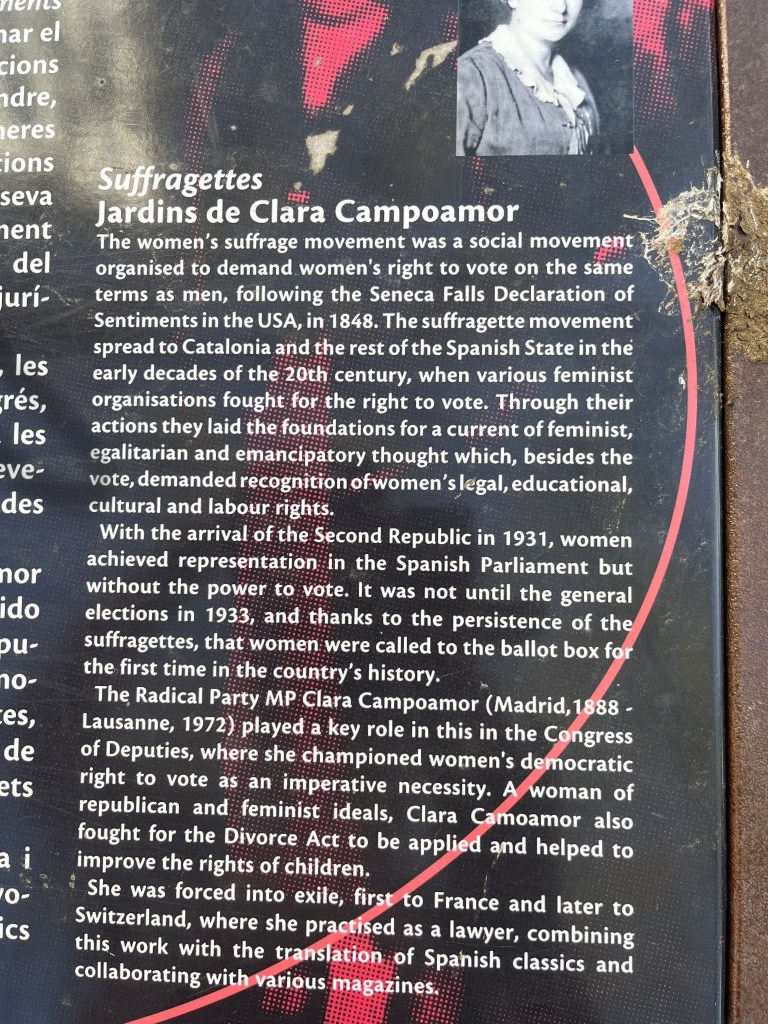 ments
nar el
cions
ndre,
neres
tions
seva
ment
del
jurí-
, les
grés,
les
eve-
des
mor
ido
pu-
no-
tes,
de
ets
a i
vo-
ics
Suffragettes
Jardins de Clara Campoamor
The women's suffrage movement was a social movement
organised to demand women's right to vote on the same
terms as men, following the Seneca Falls Declaration of
Sentiments in the USA, in 1848. The suffragette movement
spread to Catalonia and the rest of the Spanish State in the
early decades of the 20th century, when various feminist
organisations fought for the right to vote. Through their
actions they laid the foundations for a current of feminist,
egalitarian and emancipatory thought which, besides the
vote, demanded recognition of women's legal, educational,
cultural and labour rights.
With the arrival of the Second Republic in 1931, women
achieved representation in the Spanish Parliament but
without the power to vote. It was not until the general
elections in 1933, and thanks to the persistence of the
suffragettes, that women were called to the ballot box for
the first time in the country's history.
The Radical Party MP Clara Campoamor (Madrid,1888 -
Lausanne, 1972) played a key role in this in the Congress
of Deputies, where she championed women's democratic
right to vote as an imperative necessity. A woman of
republican and feminist ideals, Clara Camoamor also
fought for the Divorce Act to be applied and helped to
improve the rights of children.
She was forced into exile, first to France and later to
Switzerland, where she practised as a lawyer, combining
this work with the translation of Spanish classics and
collaborating with various magazines.